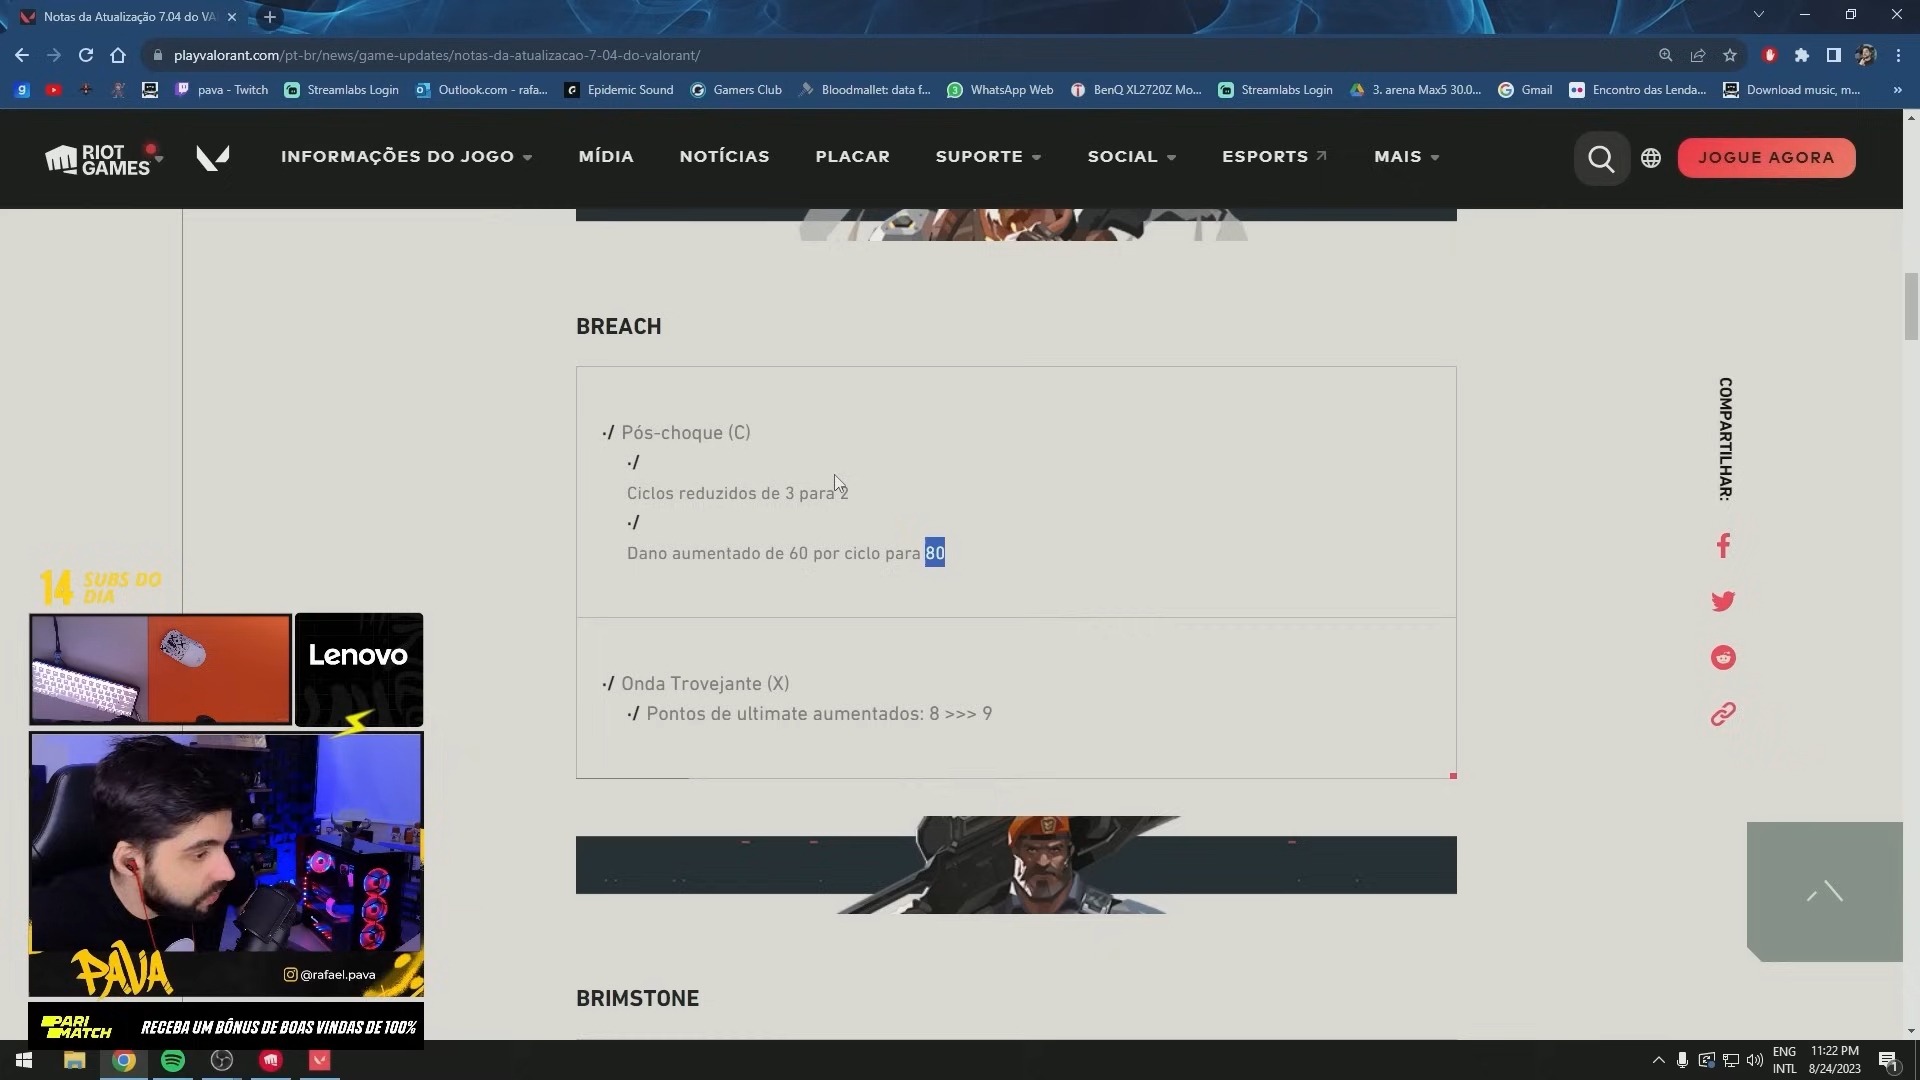 Notas da Atualização 7.04 do VA
playvalorant.com/pt-br/news/game-updates/notas-da-atualizacao-7-04-do-valorant/
pava - Twitch
Streamlabs Login
Outlook.com - rafa...
Epidemic Sound
Gamers Club
Bloodmallet: data f...
WhatsApp Web
BenQ XL2720Z Mo...
Streamlabs Login
3. arena Max5 30.0...
Gmail
Encontro das Lenda...
Download music, m...
»
RIOT
GAMES
INFORMAÇÕES DO JOGO
MÍDIA
NOTÍCIAS
PLACAR
SUPORTE
SOCIAL
ESPORTS
MAIS
JOGUE AGORA
BREACH
Pós-choque (C)
Ciclos reduzidos de 3 para 2
Dano aumentado de 60 por ciclo para 80
Onda Trovejante (X)
Pontos de ultimate aumentados: 8 >>> 9
BRIMSTONE
COMPARTILHAR:
14 SUBS DO
DIA
Lenovo
PAVA
@rafael.pava
PARI
MATCH
RECEBA UM BÔNUS DE BOAS VINDAS DE 100%
ENG
INTL
11:22 PM
8/24/2023
1